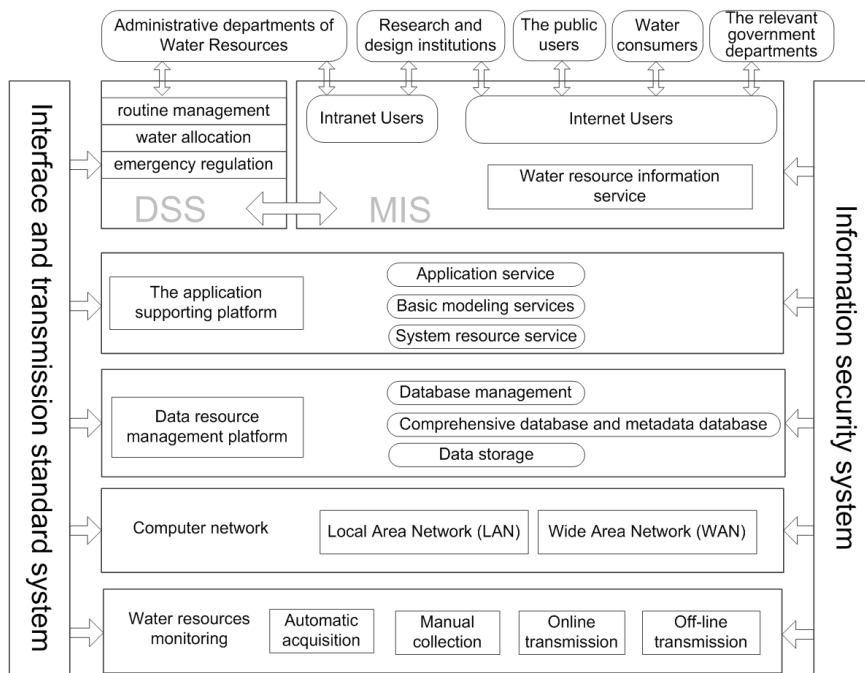 Administrative departments of
Water Resources
Research and
design institutions
The public
users
Water
consumers
The relevant
government
departments
Interface and transmission standard system
routine management
water allocation
emergency regulation
DSS
Intranet Users
Internet Users
Water resource information
service
MIS
The application
supporting platform
Application service
Basic modeling services
System resource service
Data resource
management platform
Database management
Comprehensive database and metadata database
Data storage
Computer network
Local Area Network (LAN)
Wide Area Network (WAN)
Water resources
monitoring
Automatic
acquisition
Manual
collection
Online
transmission
Off-line
transmission
Information security system